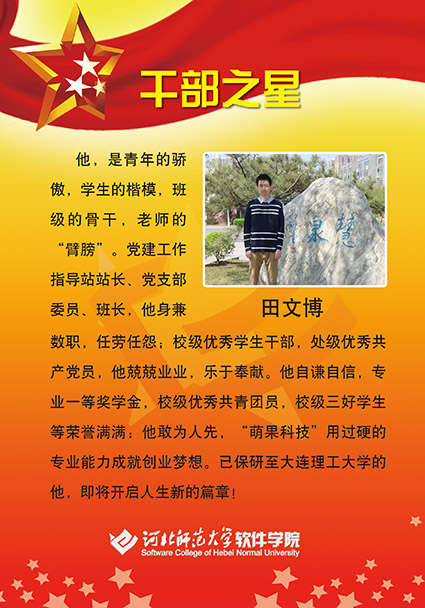 干部之星
他，是青年的骄
傲，学生的楷模，班
级的骨干，老师的
“臂膀”。党建工作
指导站站长、党支部
委员、班长，他身兼
慧果
田文博
数职，任劳任怨；校级优秀学生干部，处级优秀共
产党员，他兢兢业业，乐于奉献。他自谦自信，专
业一等奖学金，校级优秀共青团员，校级三好学生
等荣誉满满；他敢为人先，“萌果科技”用过硬的
专业能力成就创业梦想。已保研至大连理工大学的
他，即将开启人生新的篇章！
河北师范大学软件学院
Software College of Hebei Normal University